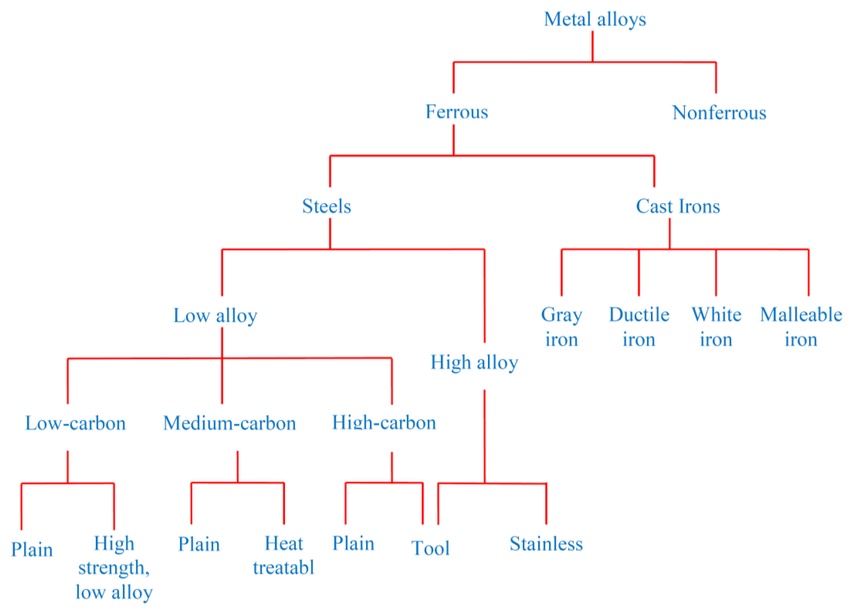 Metal alloys
Ferrous
Nonferrous
Steels
Cast Irons
Low alloy
High alloy
Gray
iron
Ductile
iron
White
iron
Malleable
iron
Low-carbon
Medium-carbon
High-carbon
Plain
High
strength,
low alloy
Plain
Heat
treatabl
Plain
Tool
Stainless